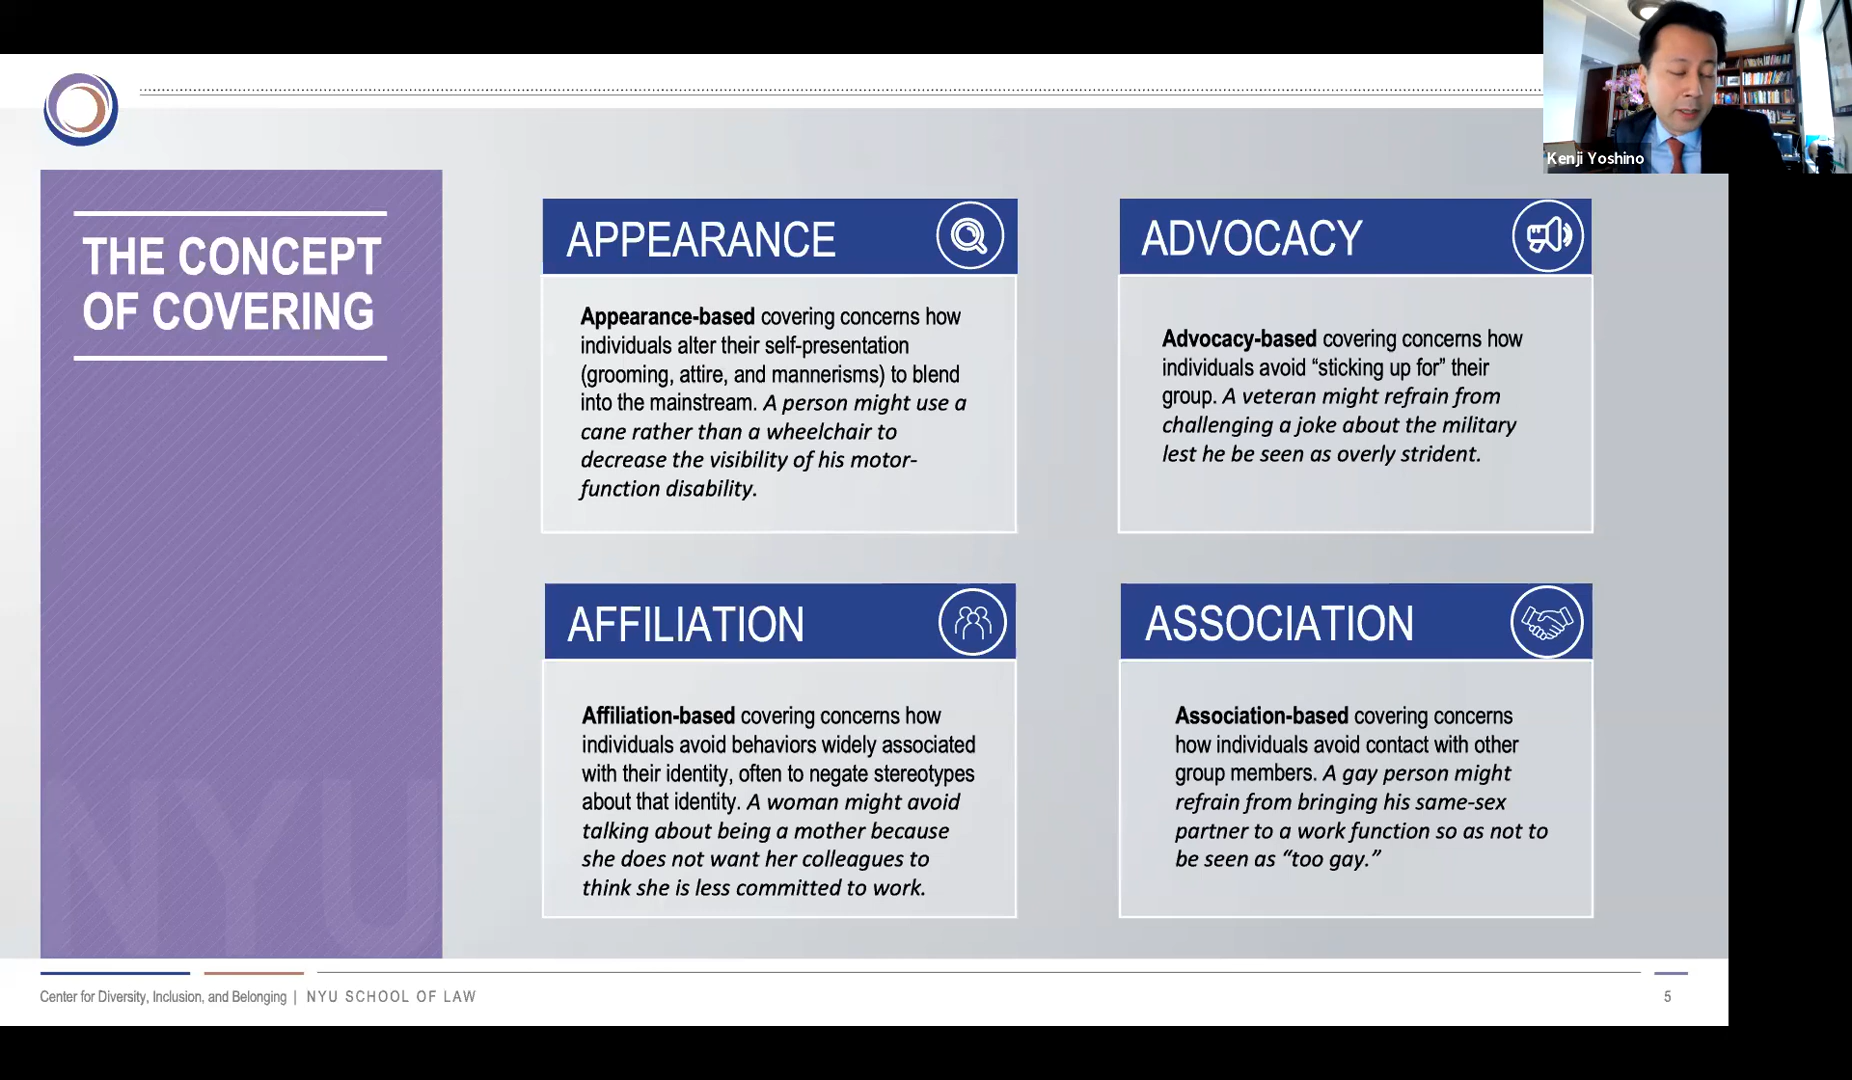 Kenji Yoshino
THE CONCEPT
OF COVERING
APPEARANCE
Appearance-based covering concerns how
individuals alter their self-presentation
(grooming, attire, and mannerisms) to blend
into the mainstream. A person might use a
cane rather than a wheelchair to
decrease the visibility of his motor-
function disability.
ADVOCACY
Advocacy-based covering concerns how
individuals avoid “sticking up for” their
group. A veteran might refrain from
challenging a joke about the military
lest he be seen as overly strident.
AFFILIATION
Affiliation-based covering concerns how
individuals avoid behaviors widely associated
with their identity, often to negate stereotypes
about that identity. A woman might avoid
talking about being a mother because
she does not want her colleagues to
think she is less committed to work.
ASSOCIATION
Association-based covering concerns
how individuals avoid contact with other
group members. A gay person might
refrain from bringing his same-sex
partner to a work function so as not to
be seen as “too gay.”
NYU
Center for Diversity, Inclusion, and Belonging | NYU SCHOOL OF LAW
5